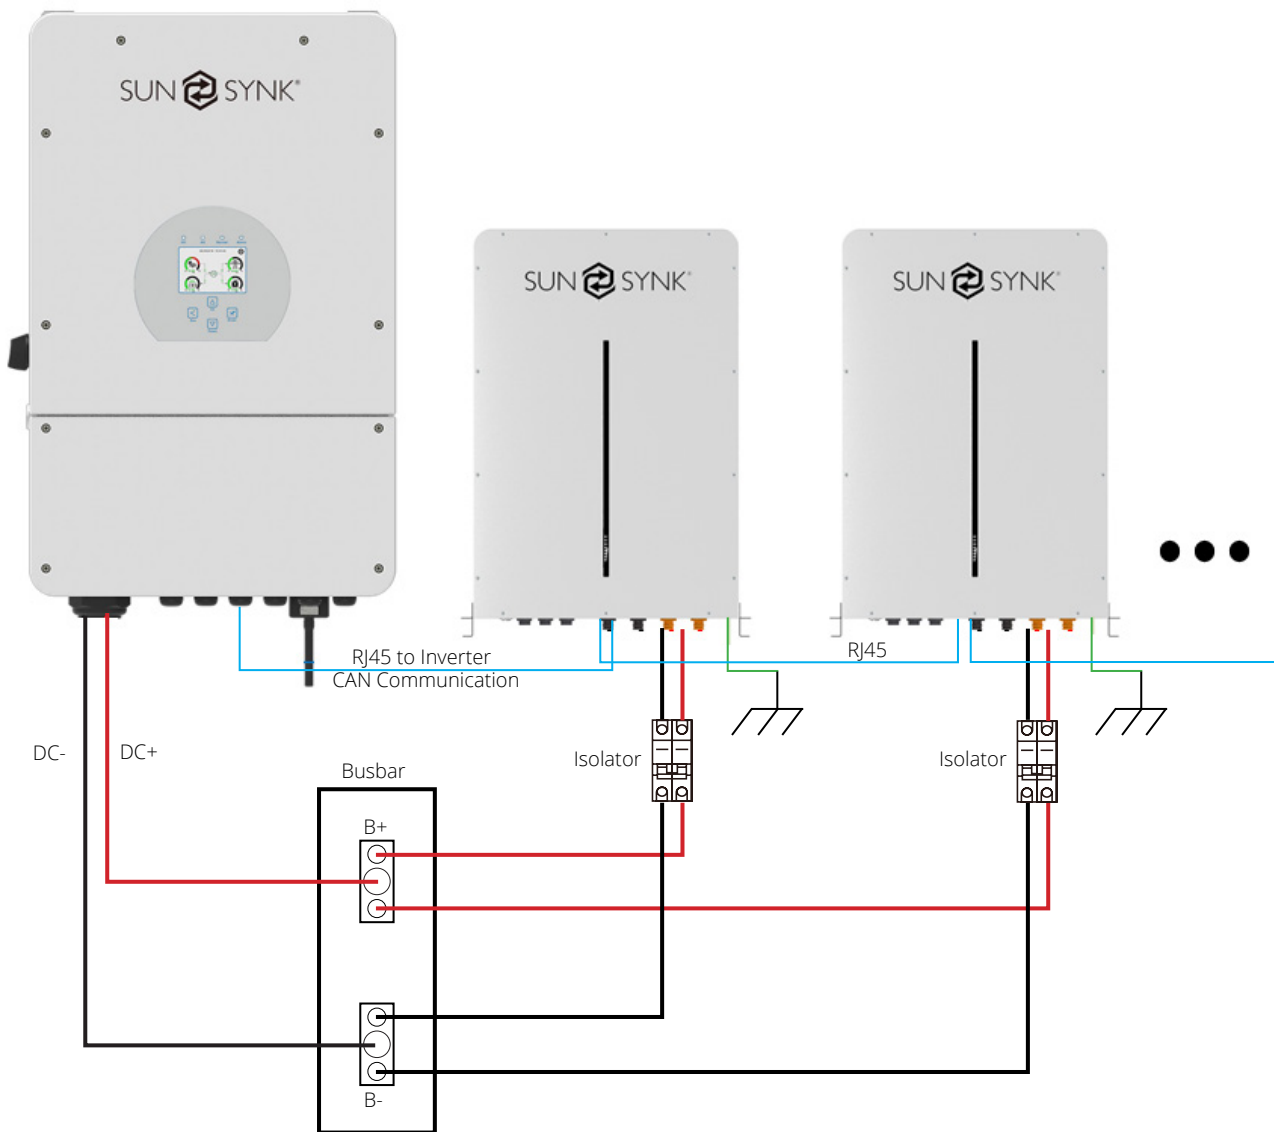 SUN SYNK®
SUN SYNK®
SUN SYNK®
RJ45 to Inverter
CAN Communication
RJ45
DC-
DC+
Isolator
Isolator
Busbar
B+
B-